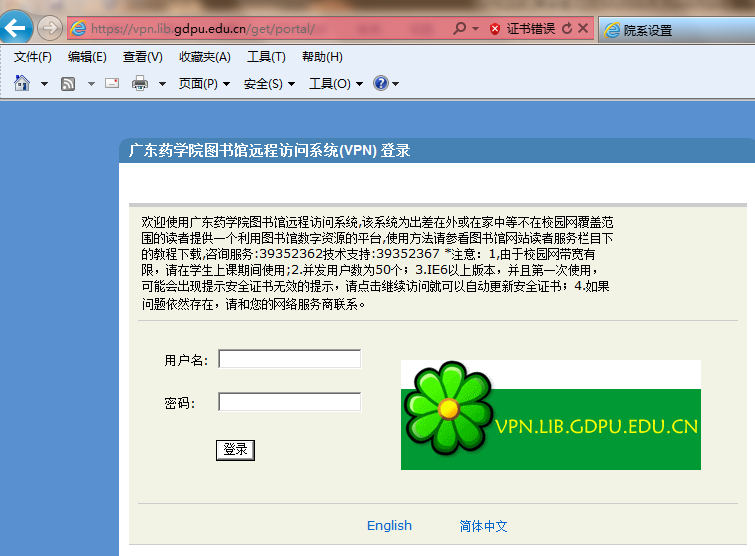 https://vpn.lib.gdpu.edu.cn/get/portal/
证书错误
院系设置
文件(F) 编辑(E) 查看(V) 收藏夹(A) 工具(T) 帮助(H)
页面(P) 安全(S) 工具(O)
广东药学院图书馆远程访问系统(VPN) 登录
欢迎使用广东药学院图书馆远程访问系统,该系统为出差在外或在家中等不在校园网覆盖范
围的读者提供一个利用图书馆数字资源的平台,使用方法请参看图书馆网站读者服务栏目下
的教程下载,咨询服务:39352362技术支持:39352367 *注意：1,由于校园网带宽有
限，请在学生上课期间使用;2.并发用户数为50个；3.IE6以上版本，并且第一次使用，
可能会出现提示安全证书无效的提示，请点击继续访问就可以自动更新安全证书；4.如果
问题依然存在，请和您的网络服务商联系。
用户名:
密码:
登录
VPN.LIB.GDPU.EDU.CN
English 简体中文